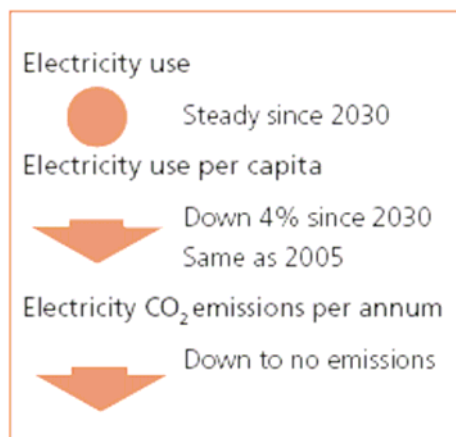 Electricity use
Steady since 2030
Electricity use per capita
Down 4% since 2030
Same as 2005
Electricity CO₂ emissions per annum
Down to no emissions